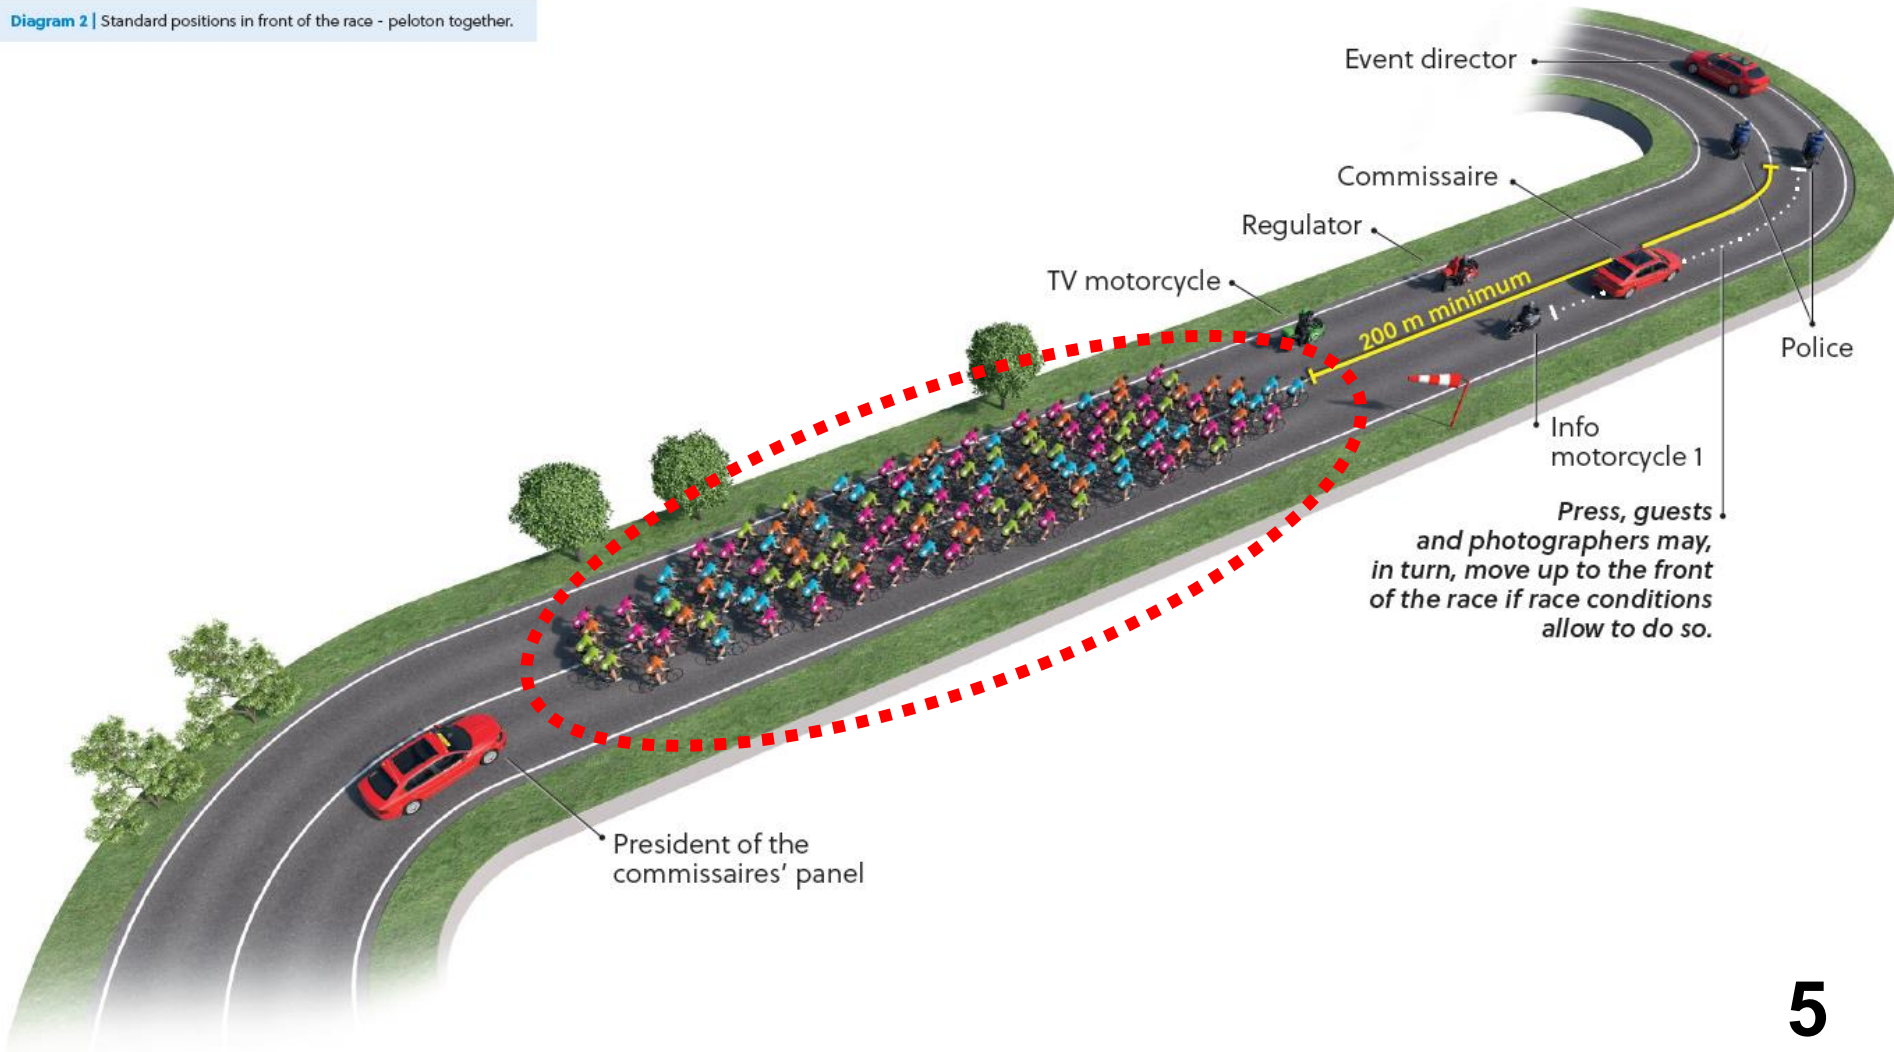 Diagram 2 | Standard positions in front of the race - peloton together.
Event director
Commissaire
Regulator
TV motorcycle
200 m minimum
Police
Info
motorcycle 1
Press, guests
and photographers may,
in turn, move up to the front
of the race if race conditions
allow to do so.
President of the
commissaires’ panel
5